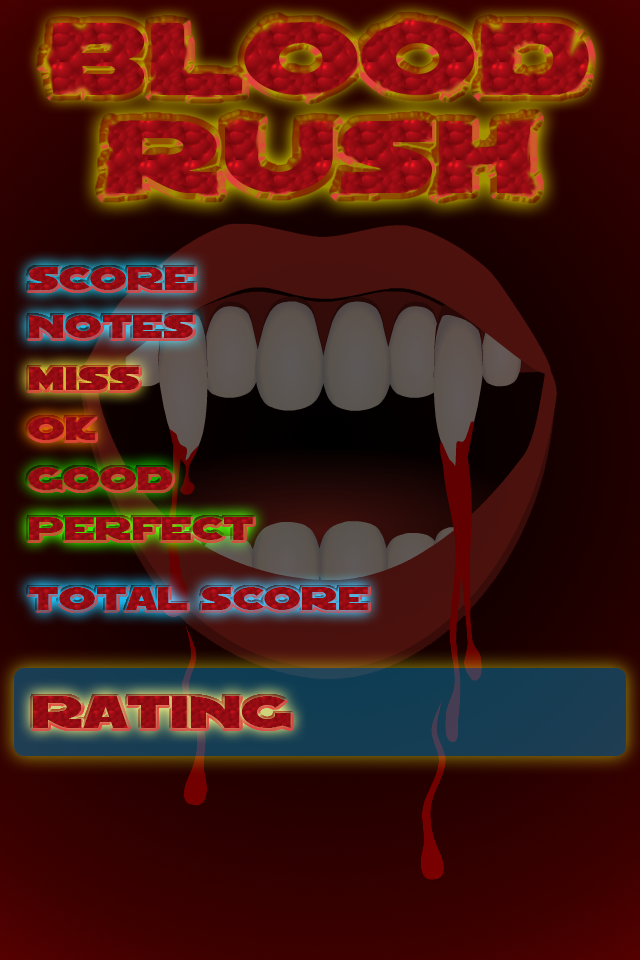 BLOOD
RUSH
SCORE
NOTES
MISS
OK
GOOD
PERFECT
TOTAL SCORE
RATING